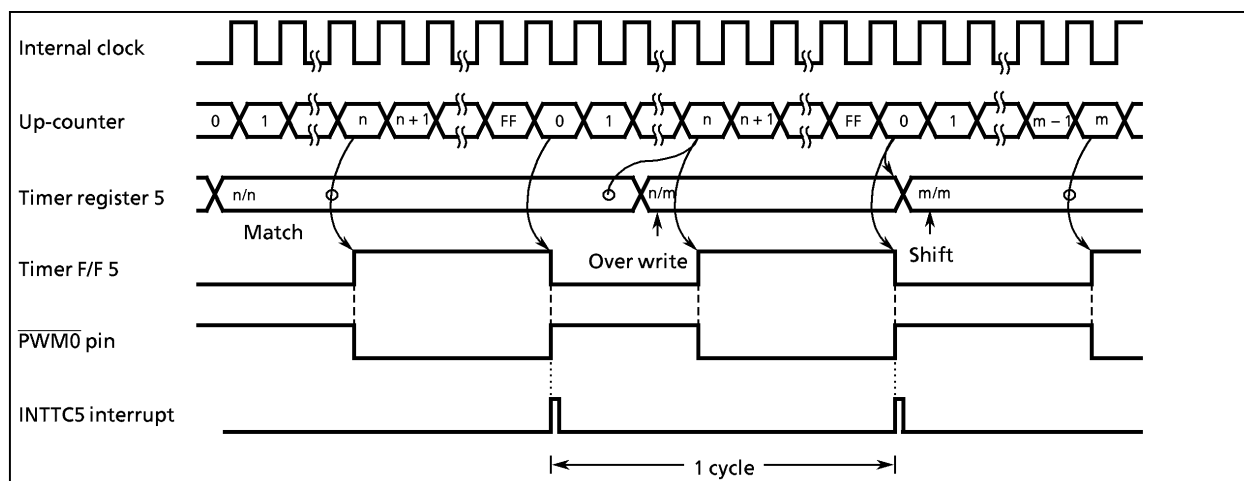 Internal clock
Up-counter
0 1 n n + 1 FF 0 1 n n + 1 FF 0 1 m − 1 m
Timer register 5
n/n n/m m/m
Match
Over write
Shift
Timer F/F 5
PWM0 pin
INTTC5 interrupt
1 cycle